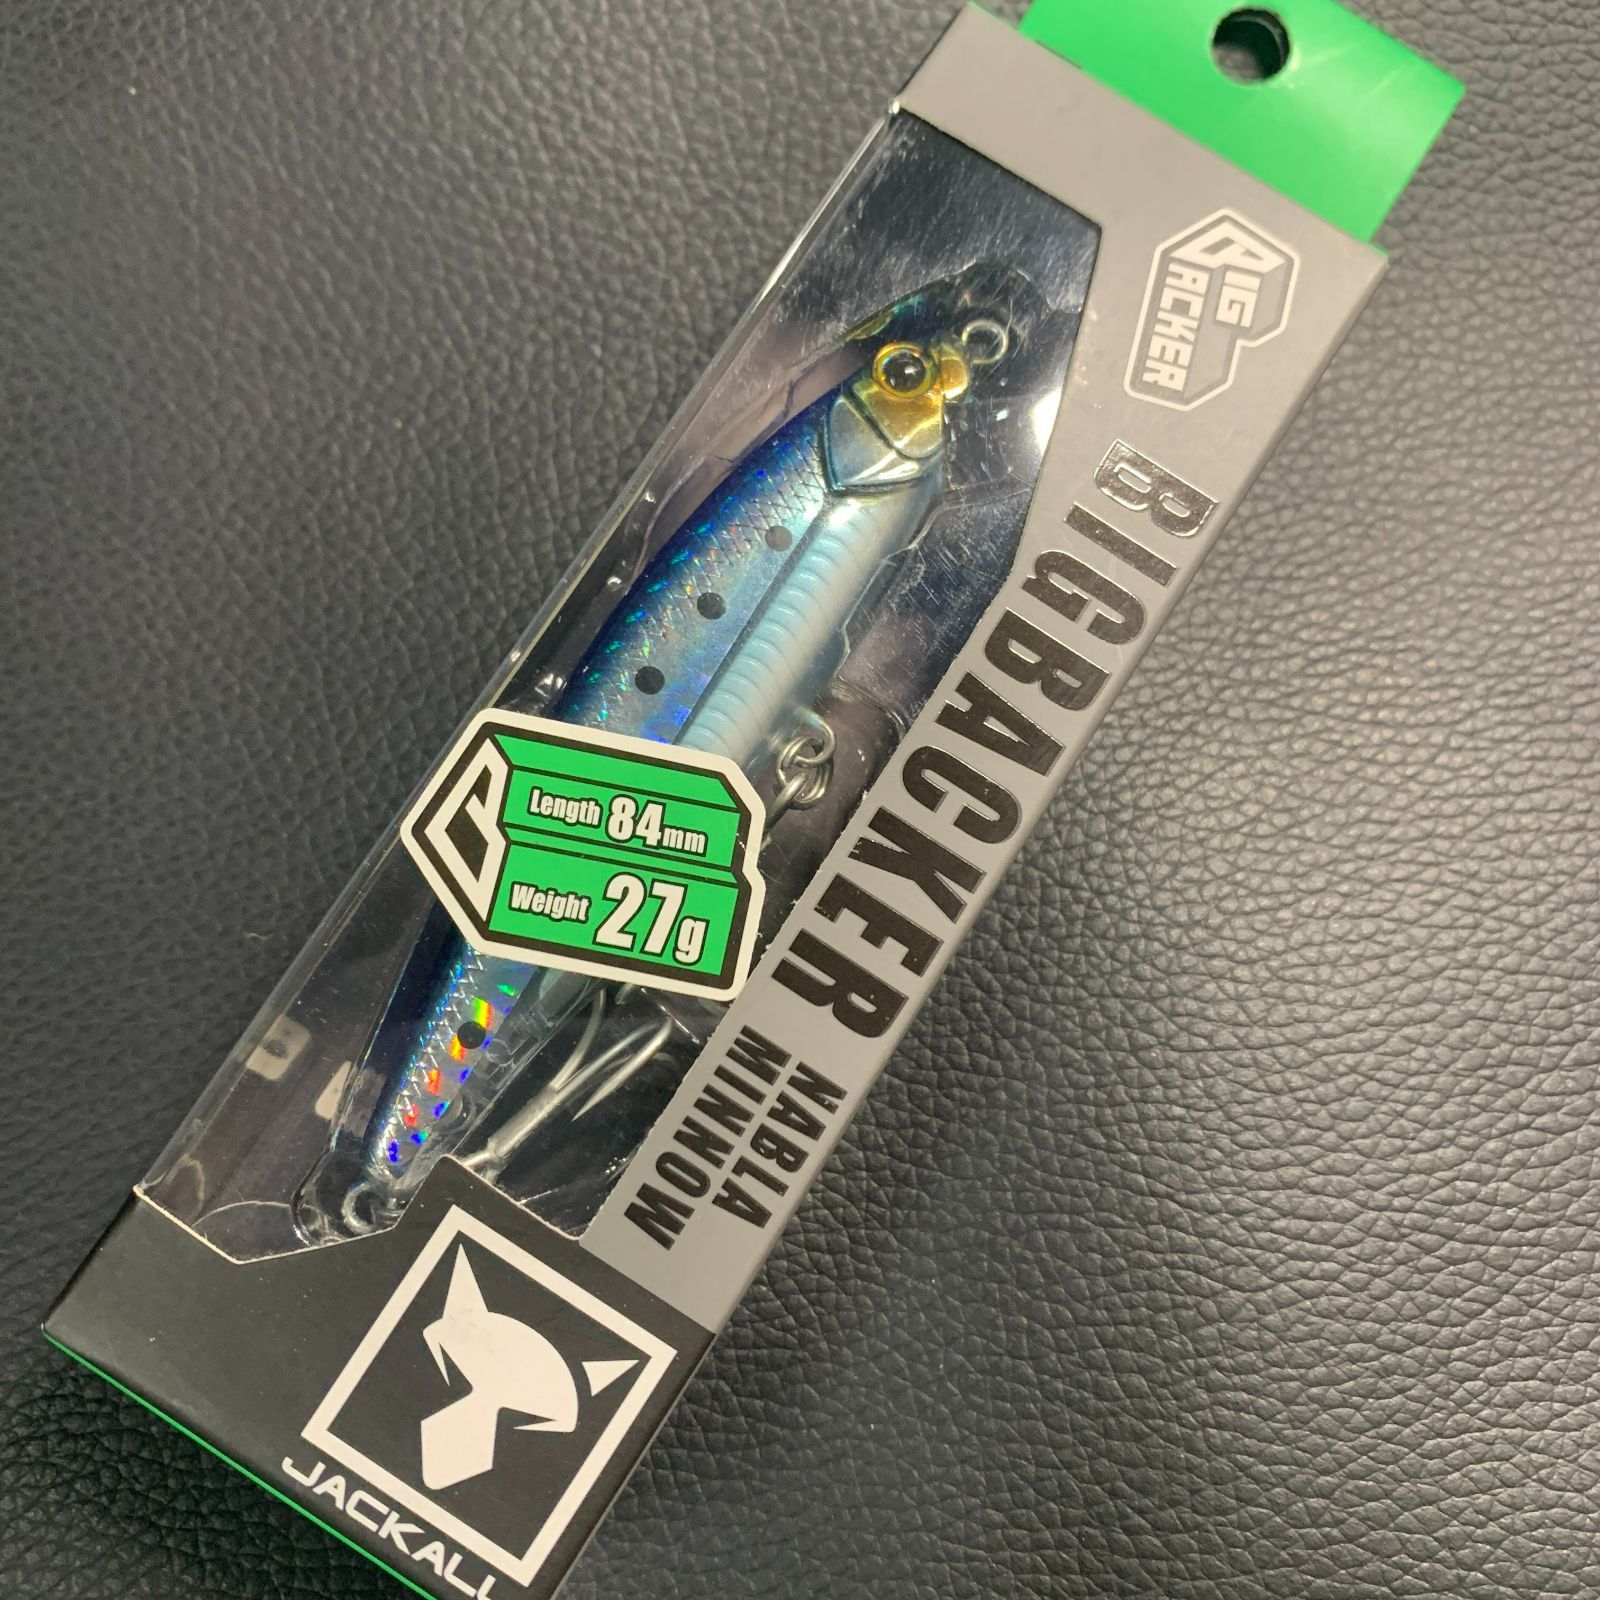 BIG
BACKER
BIGBACKER
NABLA
MINNOW
Length 84mm
Weight 27g
JACKALL